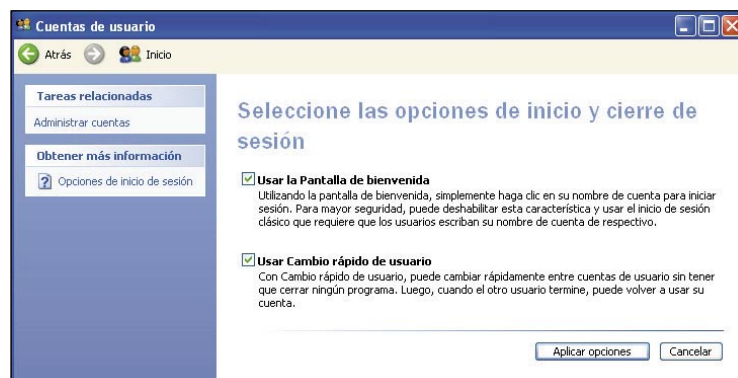 Cuentas de usuario
Atrás
Inicio
Tareas relacionadas
Administrar cuentas
Obtener más información
Opciones de inicio de sesión
Seleccione las opciones de inicio y cierre de
sesión
Usar la Pantalla de bienvenida
Utilizando la pantalla de bienvenida, simplemente haga clic en su nombre de cuenta para iniciar
sesión. Para mayor seguridad, puede deshabilitar esta característica y usar el inicio de sesión
clásico que requiere que los usuarios escriban su nombre de cuenta de respectivo.
Usar Cambio rápido de usuario
Con Cambio rápido de usuario, puede cambiar rápidamente entre cuentas de usuario sin tener
que cerrar ningún programa. Luego, cuando el otro usuario termine, puede volver a usar su
cuenta.
Aplicar opciones
Cancelar